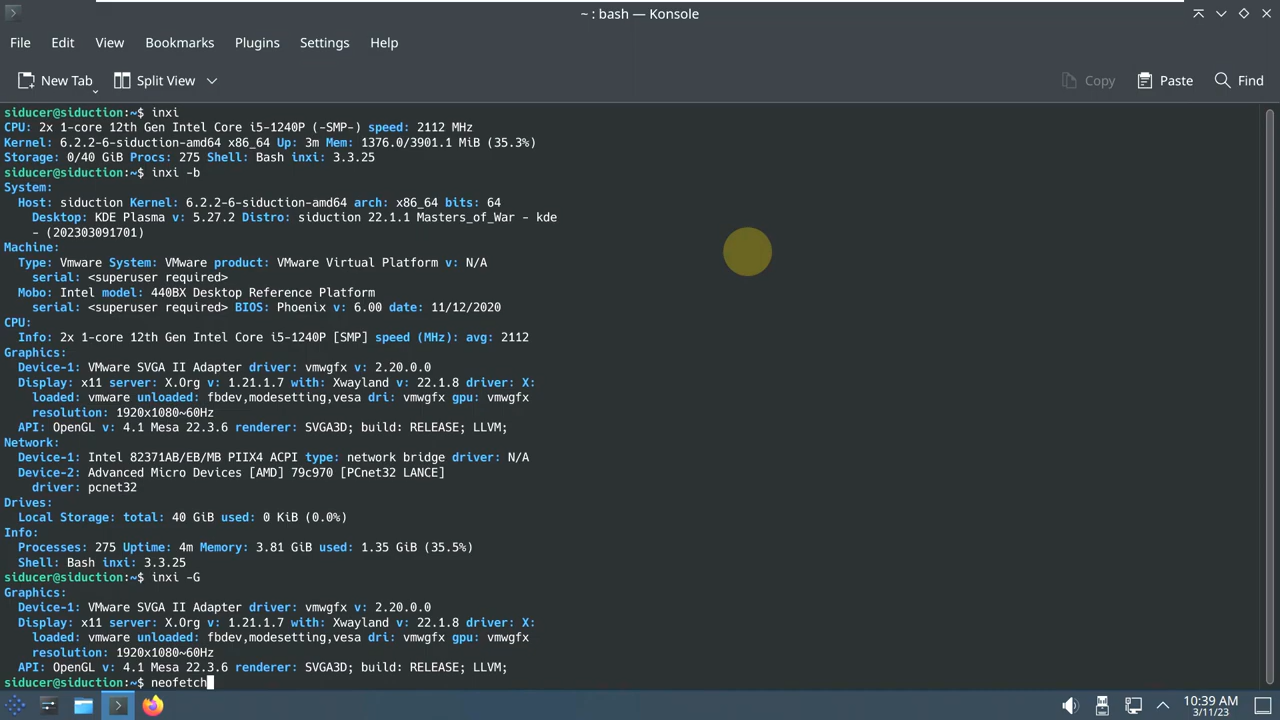 ~ : bash — Konsole
File Edit View Bookmarks Plugins Settings Help
New Tab Split View Copy Paste Find
siducer@siduction:~$ inxi
CPU: 2x 1-core 12th Gen Intel Core i5-1240P (-SMP-) speed: 2112 MHz
Kernel: 6.2.2-6-siduction-amd64 x86_64 Up: 3m Mem: 1376.0/3901.1 MiB (35.3%)
Storage: 0/40 GiB Procs: 275 Shell: Bash inxi: 3.3.25
siducer@siduction:~$ inxi -b
System:
Host: siduction Kernel: 6.2.2-6-siduction-amd64 arch: x86_64 bits: 64
Desktop: KDE Plasma v: 5.27.2 Distro: siduction 22.1.1 Masters_of_War - kde
- (202303091701)
Machine:
Type: Vmware System: VMware product: VMware Virtual Platform v: N/A
serial: <superuser required>
Mobo: Intel model: 440BX Desktop Reference Platform
serial: <superuser required> BIOS: Phoenix v: 6.00 date: 11/12/2020
CPU:
Info: 2x 1-core 12th Gen Intel Core i5-1240P [SMP] speed (MHz): avg: 2112
Graphics:
Device-1: VMware SVGA II Adapter driver: vmwgfx v: 2.20.0.0
Display: x11 server: X.Org v: 1.21.1.7 with: Xwayland v: 22.1.8 driver: X:
loaded: vmware unloaded: fbdev,modesetting,vesa dri: vmwgfx gpu: vmwgfx
resolution: 1920x1080~60Hz
API: OpenGL v: 4.1 Mesa 22.3.6 renderer: SVGA3D; build: RELEASE; LLVM;
Network:
Device-1: Intel 82371AB/EB/MB PIIX4 ACPI type: network bridge driver: N/A
Device-2: Advanced Micro Devices [AMD] 79c970 [PCnet32 LANCE]
driver: pcnet32
Drives:
Local Storage: total: 40 GiB used: 0 KiB (0.0%)
Info:
Processes: 275 Uptime: 4m Memory: 3.81 GiB used: 1.35 GiB (35.5%)
Shell: Bash inxi: 3.3.25
siducer@siduction:~$ inxi -G
Graphics:
Device-1: VMware SVGA II Adapter driver: vmwgfx v: 2.20.0.0
Display: x11 server: X.Org v: 1.21.1.7 with: Xwayland v: 22.1.8 driver: X:
loaded: vmware unloaded: fbdev,modesetting,vesa dri: vmwgfx gpu: vmwgfx
resolution: 1920x1080~60Hz
API: OpenGL v: 4.1 Mesa 22.3.6 renderer: SVGA3D; build: RELEASE; LLVM;
siducer@siduction:~$ neofetch
10:39 AM
3/11/23